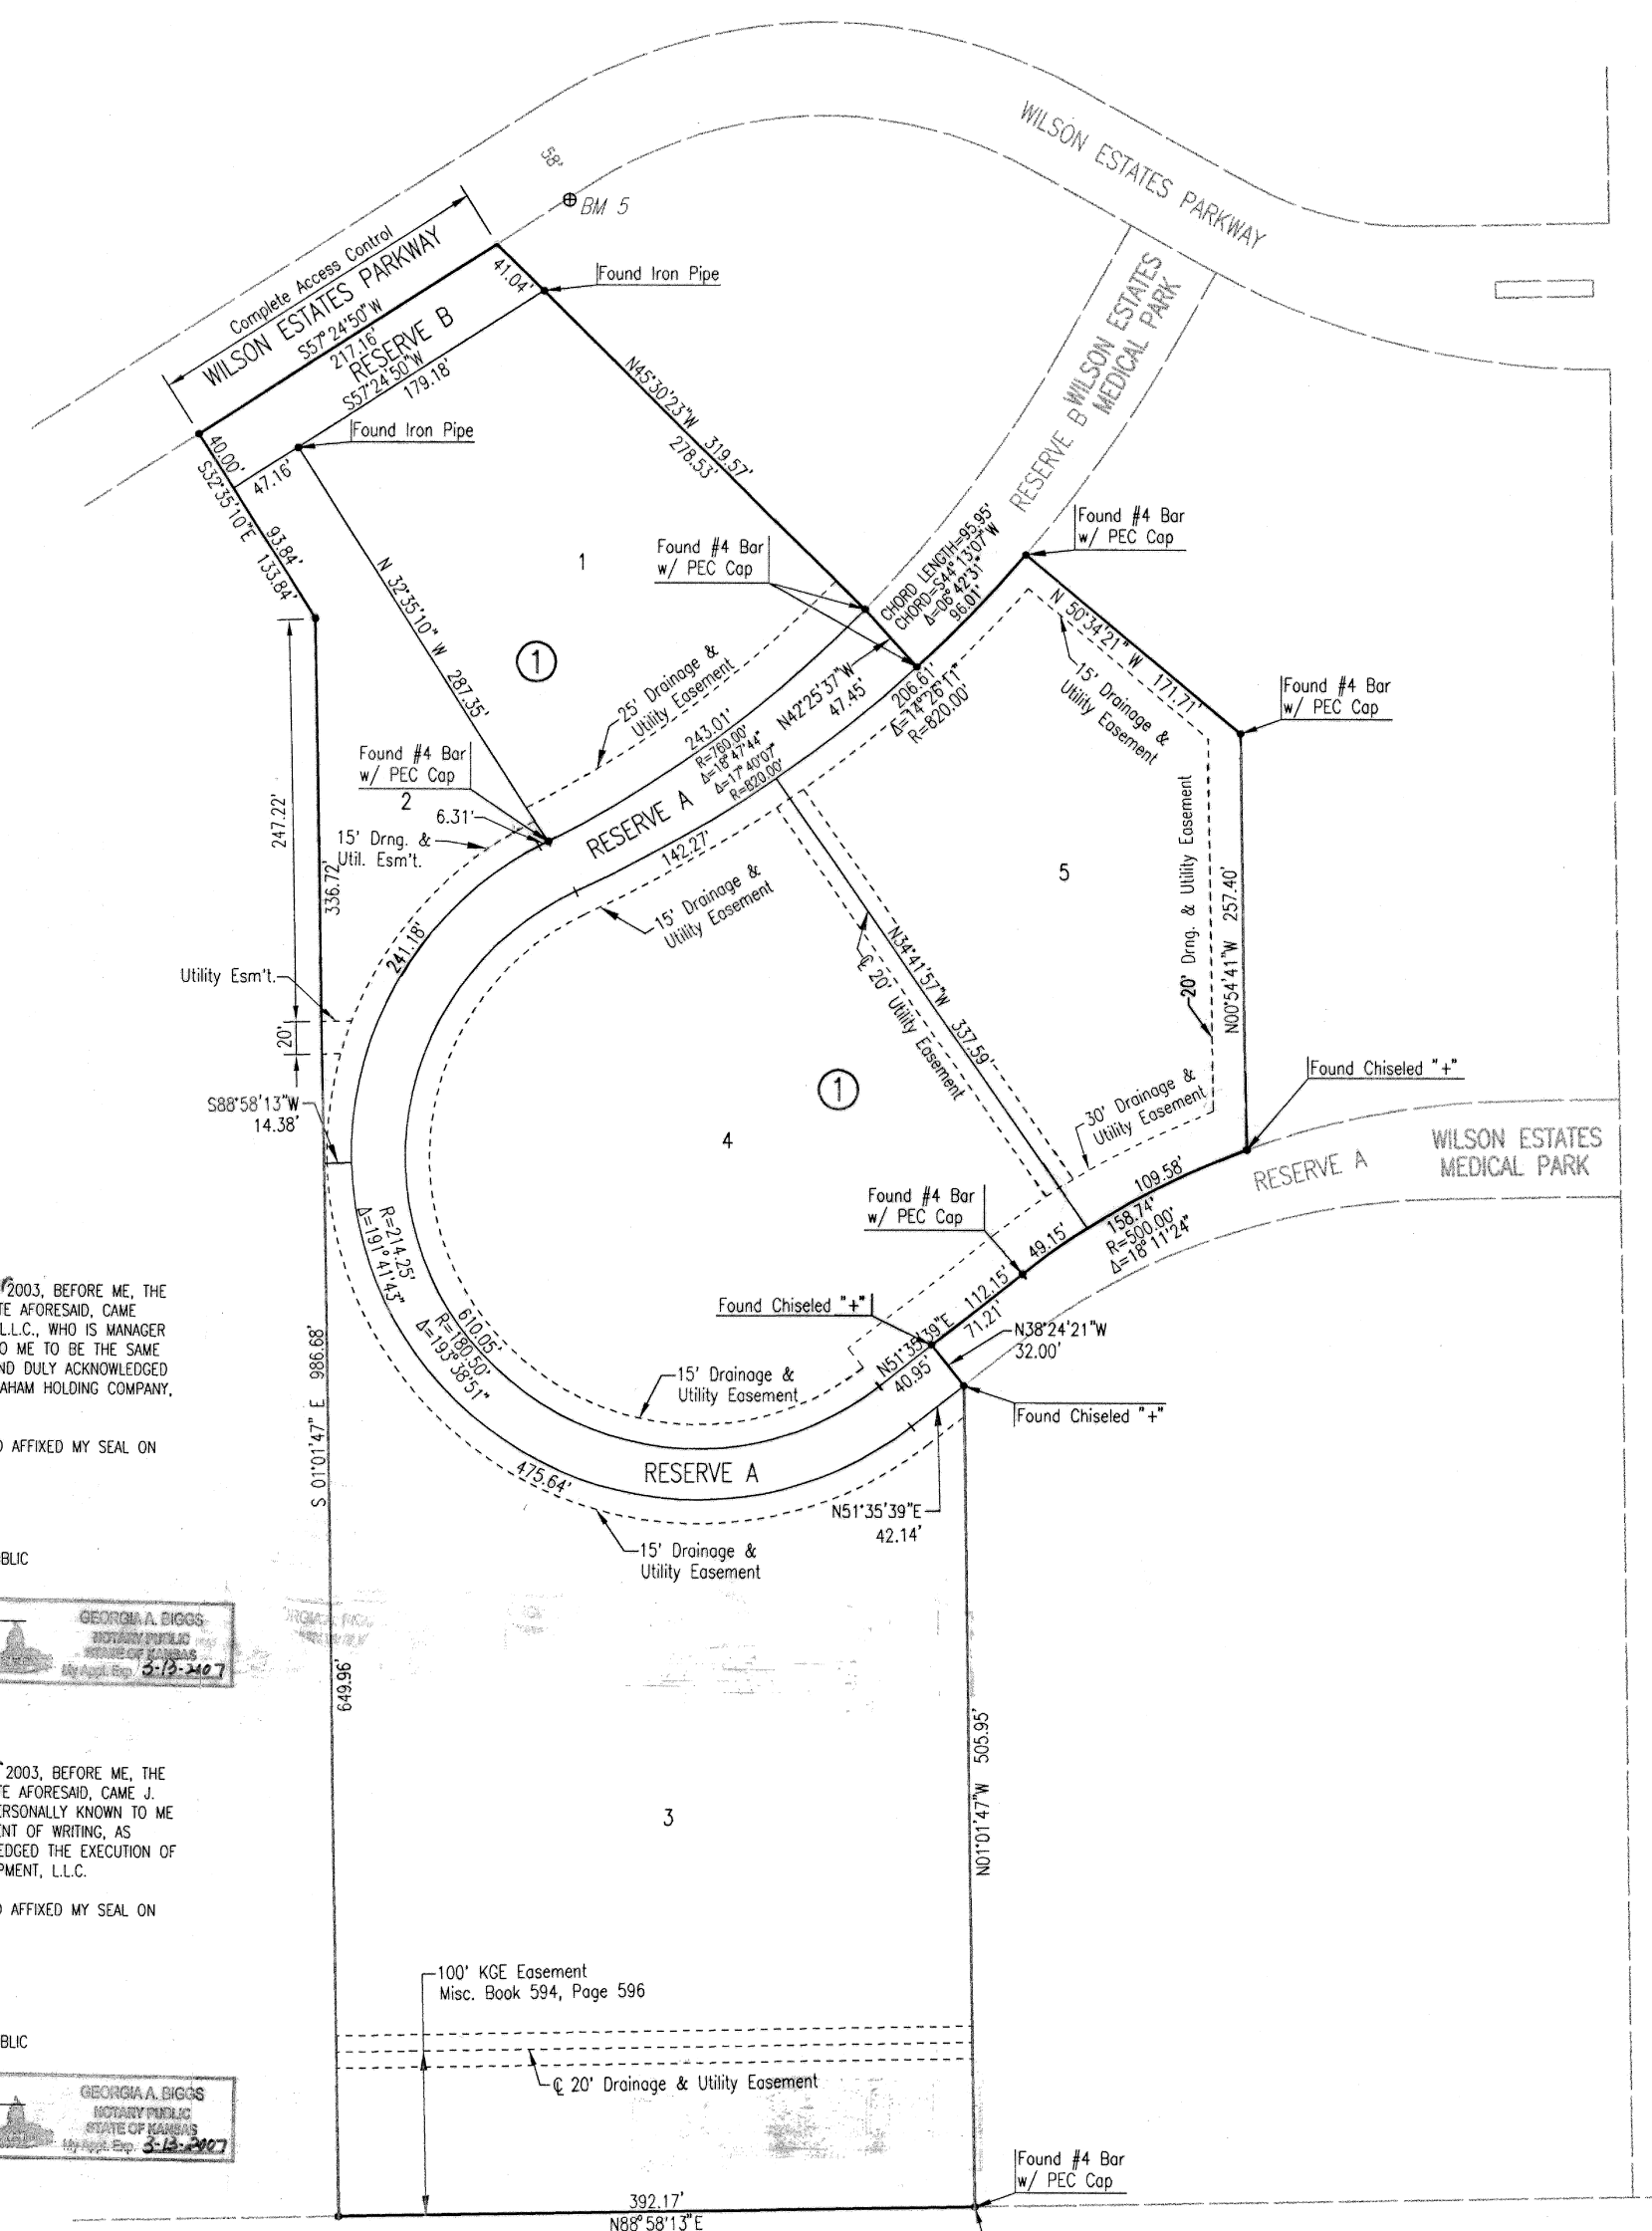 WILSON ESTATES PARKWAY
58'
BM 5
Complete Access Control
WILSON ESTATES PARKWAY
S57°24'50"W
217.16'
RESERVE B
S57°24'50"W
179.18'
41.04'
Found Iron Pipe
Found Iron Pipe
40.00'
47.16'
S32°35'10"E 133.84'
93.84'
N45°30'23"W 319.57'
278.53'
RESERVE B
WILSON ESTATES
MEDICAL PARK
N 32°35'10" W 287.35'
1
1
Found #4 Bar
w/ PEC Cap
CHORD LENGTH=95.95'
CHORD=S44°13'07"W
Δ=06°42'31"
96.01'
Found #4 Bar
w/ PEC Cap
N 50°34'21" W 171.71'
15' Drainage &
Utility Easement
Found #4 Bar
w/ PEC Cap
25' Drainage &
Utility Easement
N42°25'37"W
47.45'
206.61'
Δ=14°26'11"
R=820.00'
243.01'
R=760.00'
Δ=18°47'44"
Δ=17°40'07"
R=820.00'
Found #4 Bar
w/ PEC Cap
2
6.31'
15' Drng. &
Util. Esm't.
RESERVE A
142.27'
15' Drainage &
Utility Easement
247.22'
336.72'
241.18'
Utility Esm't.
20'
S88°58'13"W
14.38'
5
20' Drng. & Utility Easement
N00°54'41"W 257.40'
N34°41'57"W 337.59'
℄ 20' Utility Easement
1
4
30' Drainage &
Utility Easement
Found Chiseled "+"
WILSON ESTATES
MEDICAL PARK
RESERVE A
109.58'
158.74'
R=500.00'
Δ=18°11'24"
Found #4 Bar
w/ PEC Cap
49.15'
R=214.25'
Δ=191°41'43"
610.05'
R=180.50'
Δ=193°38'51"
Found Chiseled "+"
N51°35'39"E 112.15'
40.95'
71.21'
N38°24'21"W
32.00'
15' Drainage &
Utility Easement
Found Chiseled "+"
RESERVE A
475.64'
N51°35'39"E
42.14'
15' Drainage &
Utility Easement
S 01°01'47" E 986.68'
649.96'
2003, BEFORE ME, THE
TE AFORESAID, CAME
L.L.C., WHO IS MANAGER
O ME TO BE THE SAME
ND DULY ACKNOWLEDGED
AHAM HOLDING COMPANY,
AFFIXED MY SEAL ON
BLIC
GEORGIA A. BIGGS
NOTARY PUBLIC
STATE OF KANSAS
My Appt. Exp. 3-13-2007
2003, BEFORE ME, THE
TE AFORESAID, CAME J.
ERSONALLY KNOWN TO ME
ENT OF WRITING, AS
EDGED THE EXECUTION OF
PMENT, L.L.C.
AFFIXED MY SEAL ON
BLIC
GEORGIA A. BIGGS
NOTARY PUBLIC
STATE OF KANSAS
My Appt. Exp. 3-13-2007
3
N01°01'47"W 505.95'
100' KGE Easement
Misc. Book 594, Page 596
℄ 20' Drainage & Utility Easement
Found #4 Bar
w/ PEC Cap
392.17'
N88°58'13"E